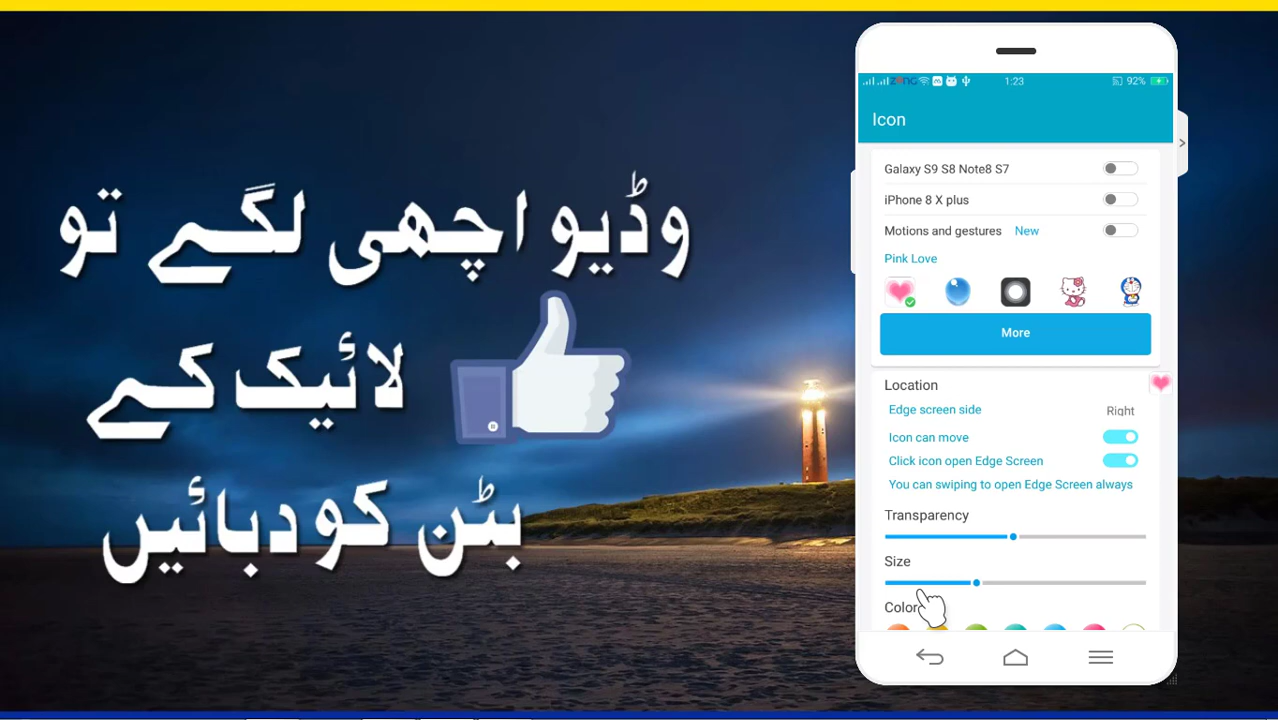 وڈیو اچھی لگے تو
لائیک کے
بٹن کو دبائیں
1:23
92%
Icon
Galaxy S9 S8 Note8 S7
iPhone 8 X plus
Motions and gestures New
Pink Love
More
Location
Edge screen side Right
Icon can move
Click icon open Edge Screen
You can swiping to open Edge Screen always
Transparency
Size
Color